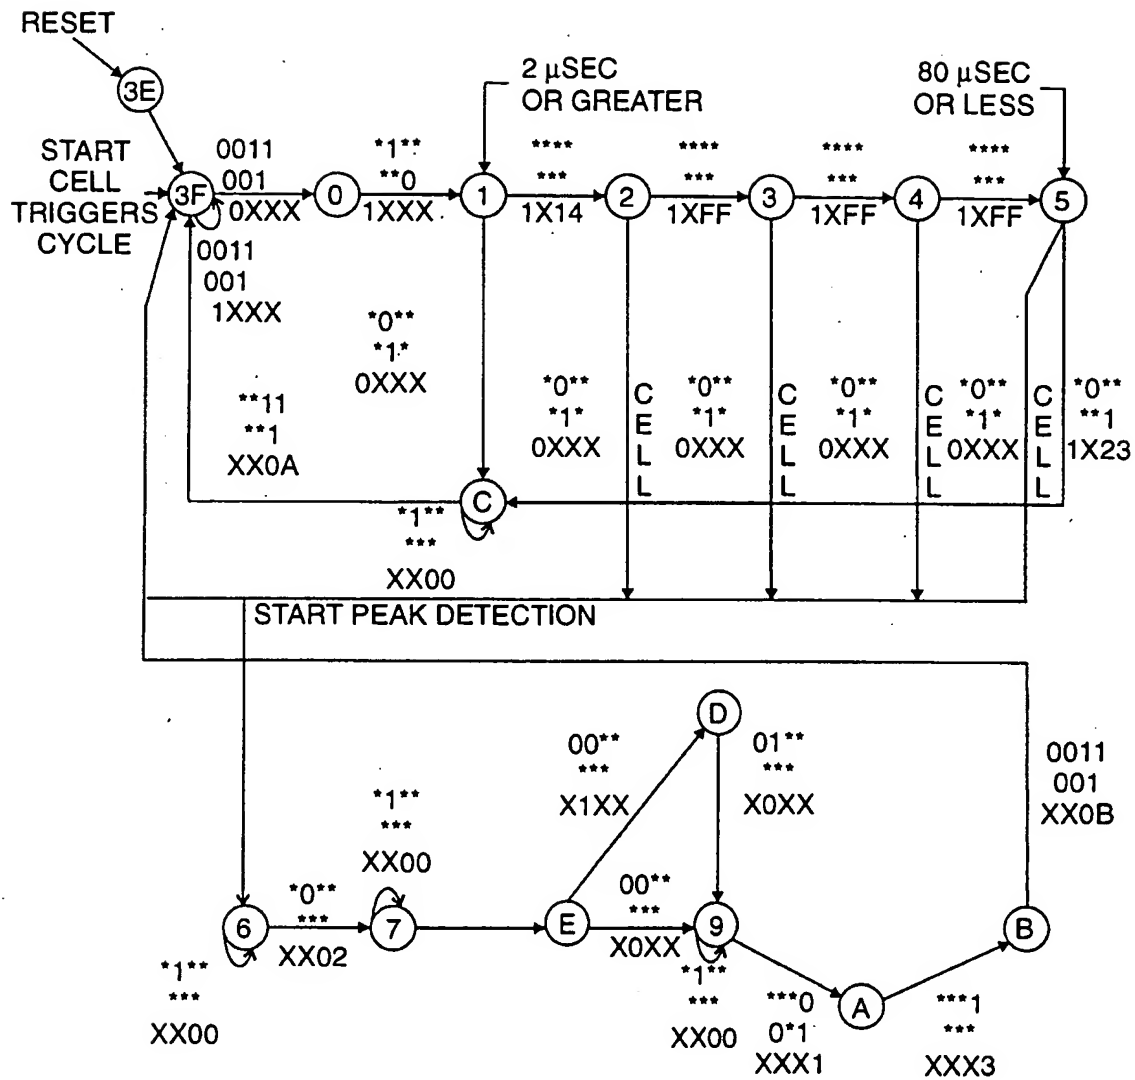 RESET
3E
START
CELL
TRIGGERS
CYCLE
3F
0011
001
0XXX
0011
001
1XXX
0
*1**
**0
1XXX
2 µSEC
OR GREATER
1
****
***
1X14
2
****
***
1XFF
3
****
***
1XFF
4
****
***
1XFF
80 µSEC
OR LESS
5
**11
**1
XX0A
*0**
*1*
0XXX
*0**
*1*
0XXX
CELL
*0**
*1*
0XXX
CELL
*0**
*1*
0XXX
CELL
*0**
*1*
0XXX
CELL
*0**
**1
1X23
C
*1**
***
XX00
START PEAK DETECTION
6
*1**
***
XX00
*0**
***
XX02
7
*1**
***
XX00
E
00**
***
X1XX
D
01**
***
X0XX
00**
***
X0XX
9
*1**
***
XX00
***0
0*1
XXX1
A
***1
***
XXX3
B
0011
001
XX0B